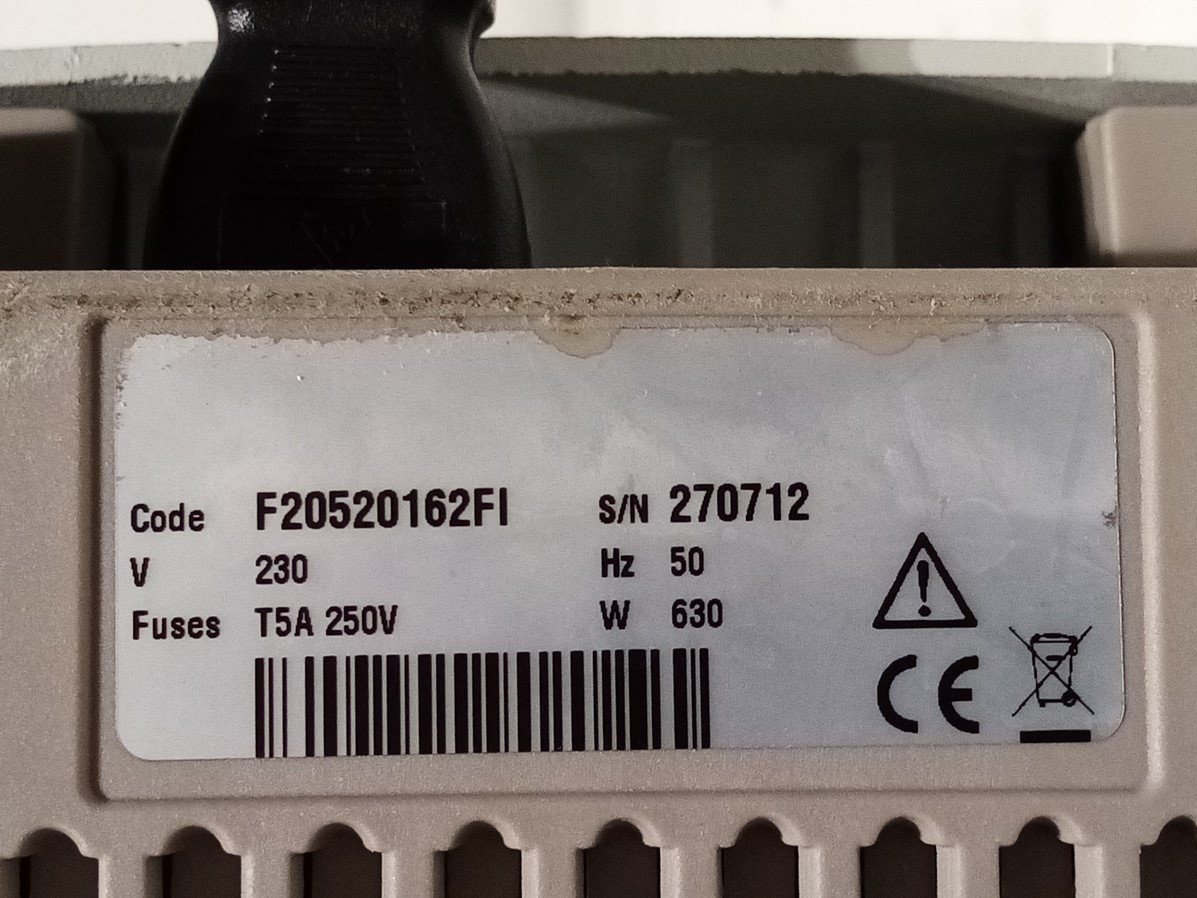 Code F20520162FI S/N 270712
V 230 Hz 50
Fuses T5A 250V W 630
CE